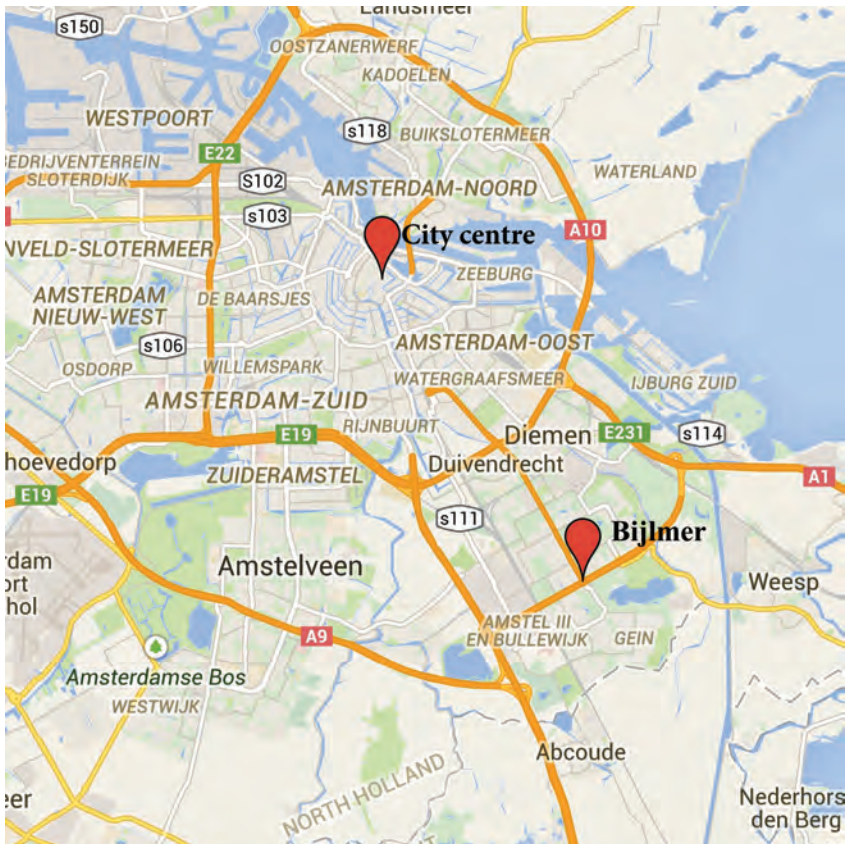 Landsmeer
s150
OOSTZANERWERF
KADOELEN
WESTPOORT
s118
BUIKSLOTERMEER
E22
BEDRIJVENTERREIN
SLOTERDIJK
S102
AMSTERDAM-NOORD
WATERLAND
s103
City centre
A10
NVELD-SLOTERMEER
ZEEBURG
AMSTERDAM
NIEUW-WEST
DE BAARSJES
s106
AMSTERDAM-OOST
OSDORP
WILLEMSPARK
WATERGRAAFSMEER
IJBURG ZUID
AMSTERDAM-ZUID
RIJNBUURT
E19
Diemen
E231
s114
hoevedorp
ZUIDERAMSTEL
Duivendrecht
A1
E19
s111
Bijlmer
rdam
ort
hol
Amstelveen
Weesp
AMSTEL III
EN BULLEWIJK
GEIN
A9
Amsterdamse Bos
WESTWIJK
Abcoude
NORTH HOLLAND
eer
Nederhors
den Berg